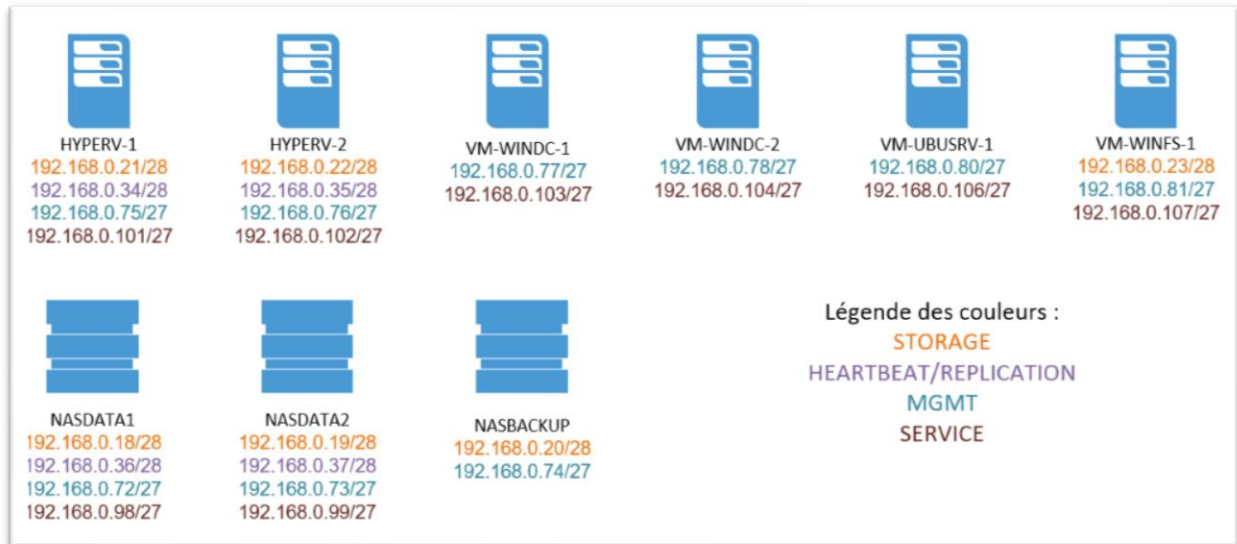 HYPERV-1
192.168.0.21/28
192.168.0.34/28
192.168.0.75/27
192.168.0.101/27
HYPERV-2
192.168.0.22/28
192.168.0.35/28
192.168.0.76/27
192.168.0.102/27
VM-WINDC-1
192.168.0.77/27
192.168.0.103/27
VM-WINDC-2
192.168.0.78/27
192.168.0.104/27
VM-UBUSRV-1
192.168.0.80/27
192.168.0.106/27
VM-WINFS-1
192.168.0.23/28
192.168.0.81/27
192.168.0.107/27
NASDATA1
192.168.0.18/28
192.168.0.36/28
192.168.0.72/27
192.168.0.98/27
NASDATA2
192.168.0.19/28
192.168.0.37/28
192.168.0.73/27
192.168.0.99/27
NASBACKUP
192.168.0.20/28
192.168.0.74/27
Légende des couleurs :
STORAGE
HEARTBEAT/REPLICATION
MGMT
SERVICE